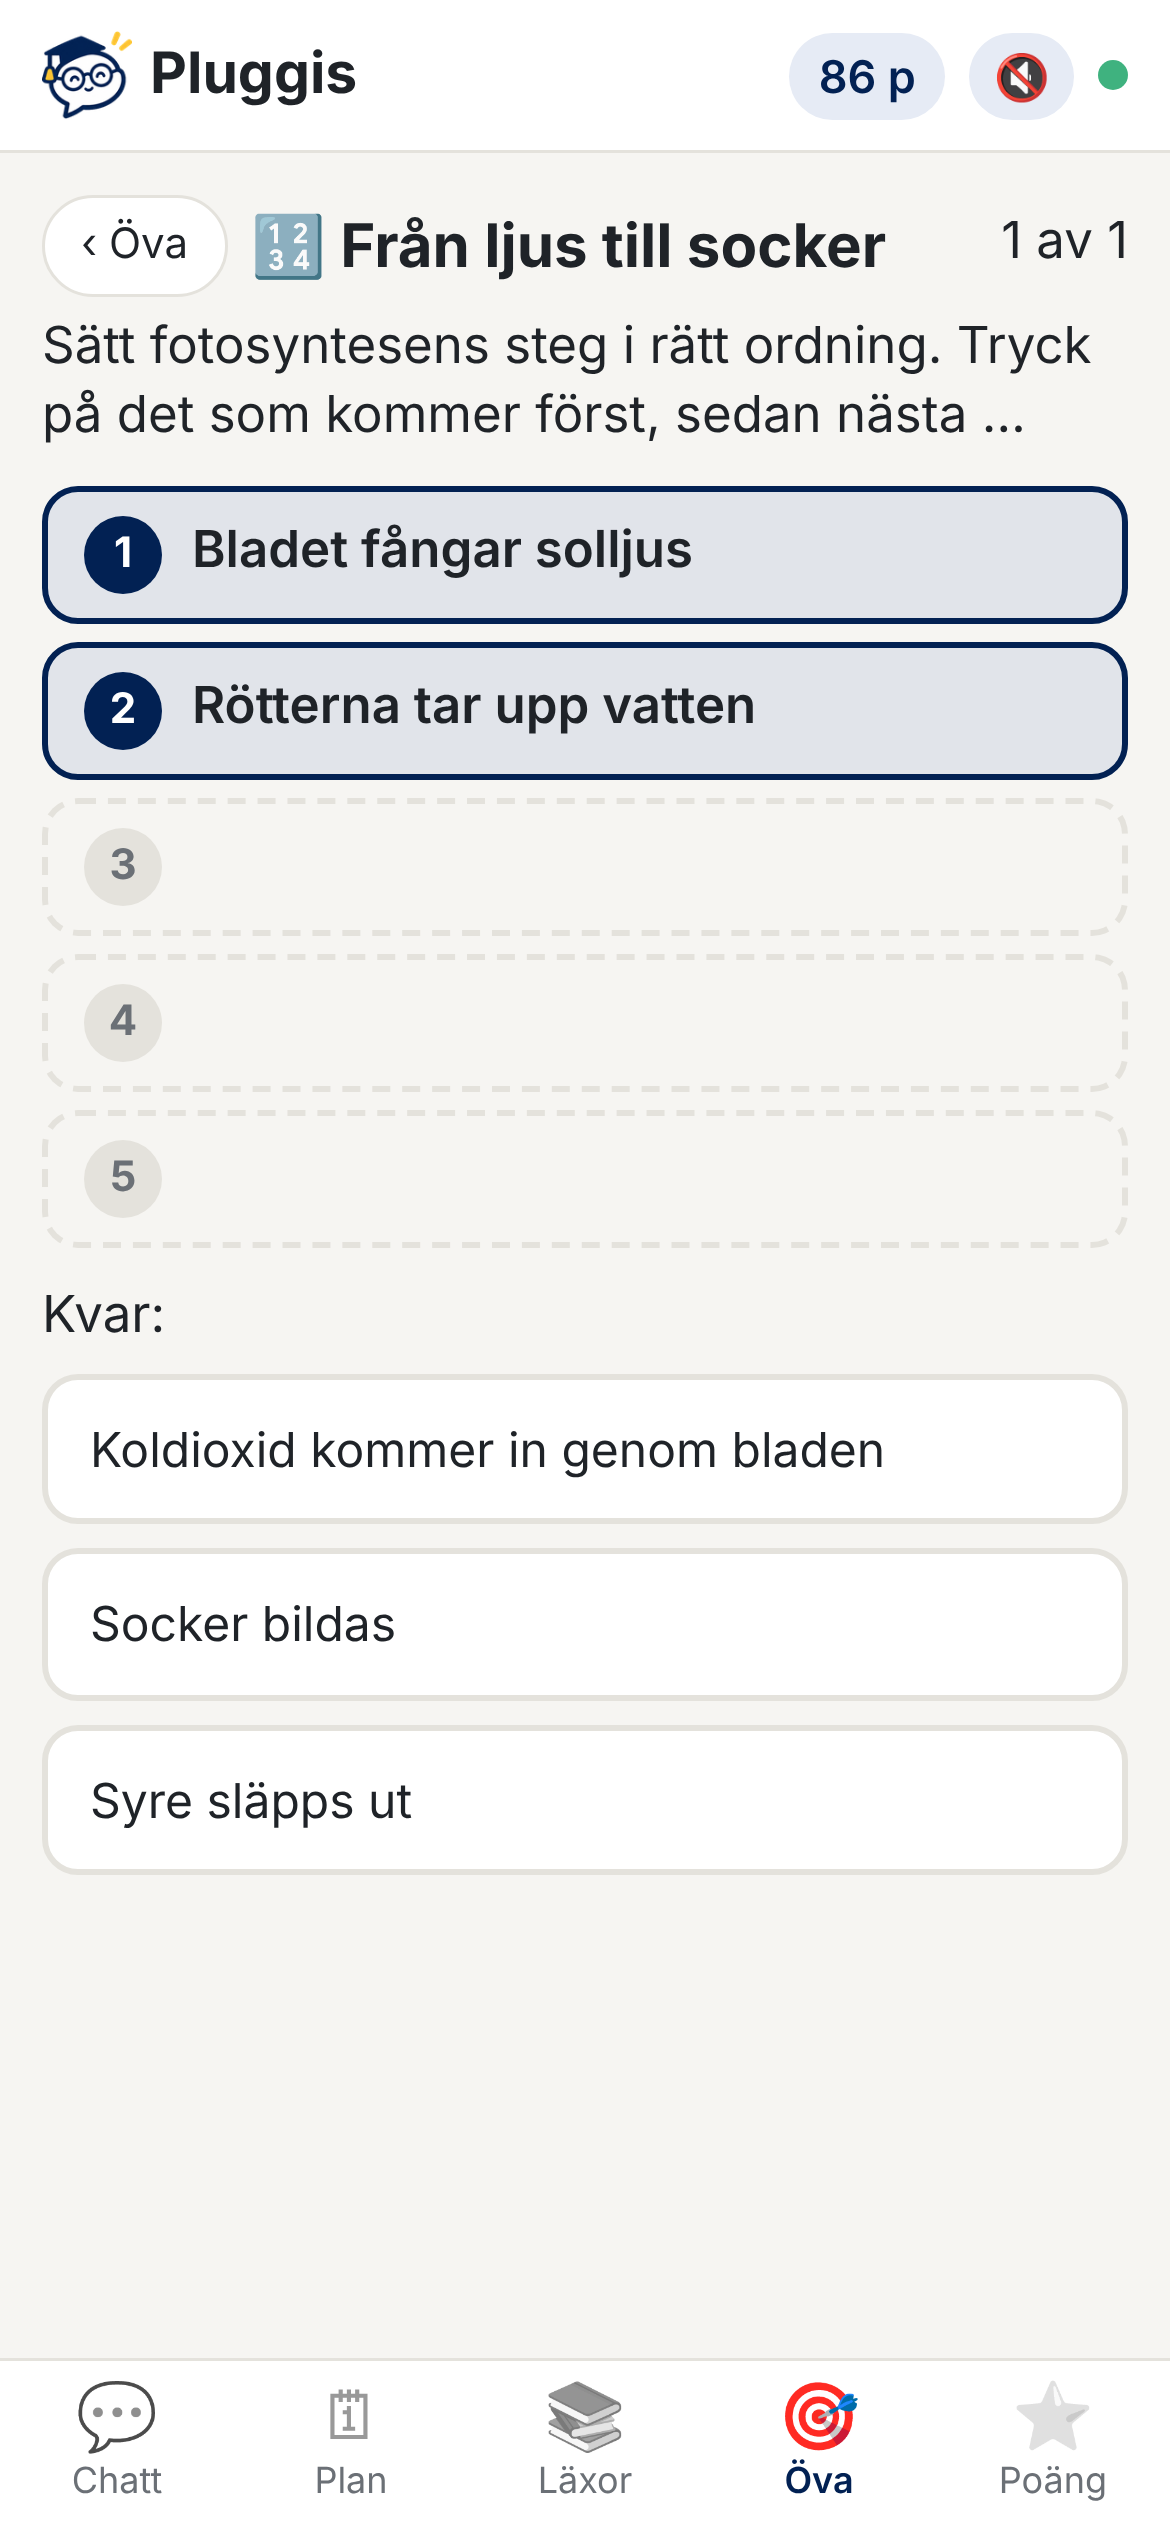 Pluggis
86 p
‹ Öva
Från ljus till socker
1 av 1
Sätt fotosyntesens steg i rätt ordning. Tryck
på det som kommer först, sedan nästa ...
1 Bladet fångar solljus
2 Rötterna tar upp vatten
3
4
5
Kvar:
Koldioxid kommer in genom bladen
Socker bildas
Syre släpps ut
Chatt
Plan
Läxor
Öva
Poäng